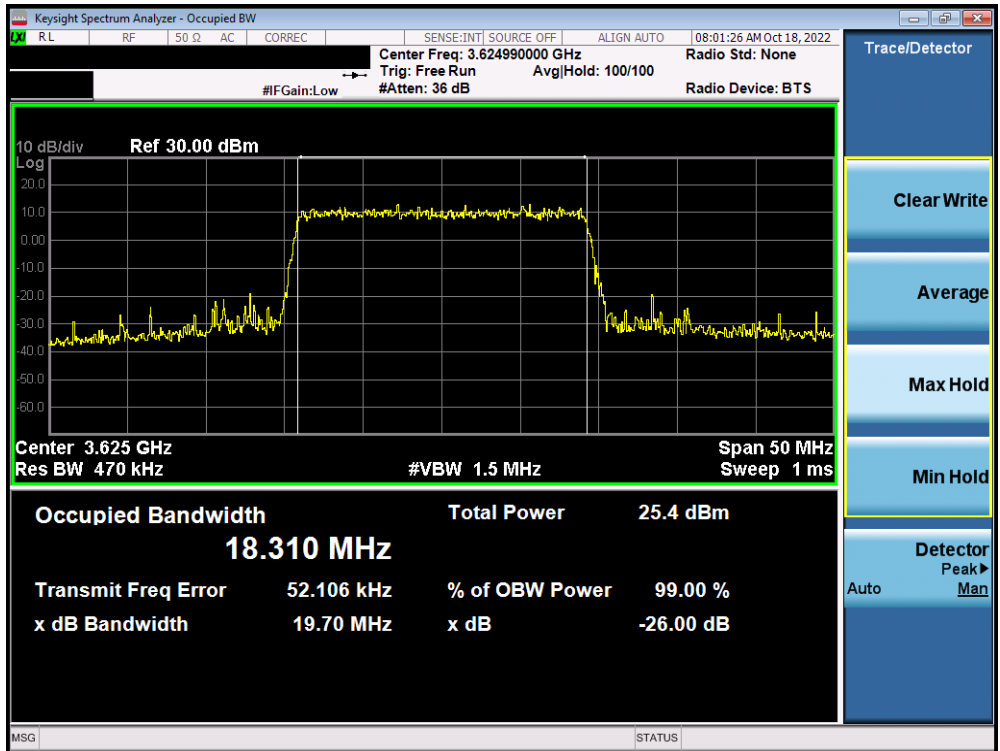 Keysight Spectrum Analyzer - Occupied BW
LXI RL RF 50 Ω AC CORREC SENSE:INT SOURCE OFF ALIGN AUTO 08:01:26 AM Oct 18, 2022
Center Freq: 3.624990000 GHz Radio Std: None
Trig: Free Run Avg|Hold: 100/100
#IFGain:Low #Atten: 36 dB Radio Device: BTS
10 dB/div Ref 30.00 dBm
Log
20.0
10.0
0.00
-10.0
-20.0
-30.0
-40.0
-50.0
-60.0
Center 3.625 GHz Span 50 MHz
Res BW 470 kHz #VBW 1.5 MHz Sweep 1 ms
Occupied Bandwidth Total Power 25.4 dBm
18.310 MHz
Transmit Freq Error 52.106 kHz % of OBW Power 99.00 %
x dB Bandwidth 19.70 MHz x dB -26.00 dB
Trace/Detector
Clear Write
Average
Max Hold
Min Hold
Detector
Peak▶
Auto Man
MSG STATUS